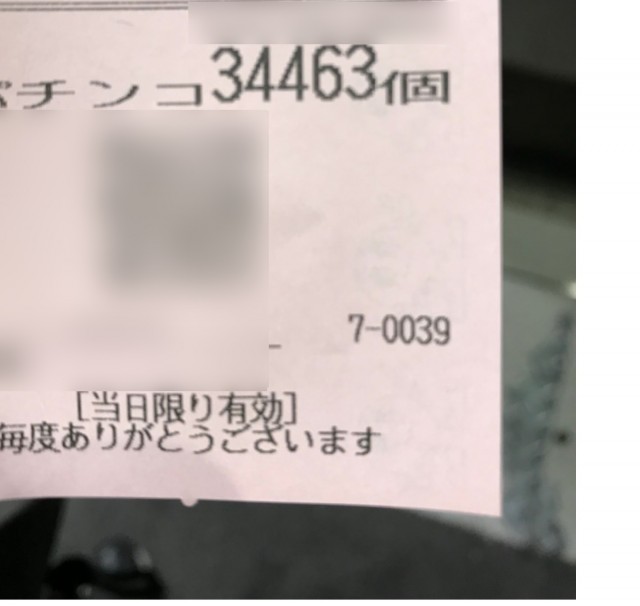 パチンコ34463個
7-0039
[当日限り有効]
毎度ありがとうございます